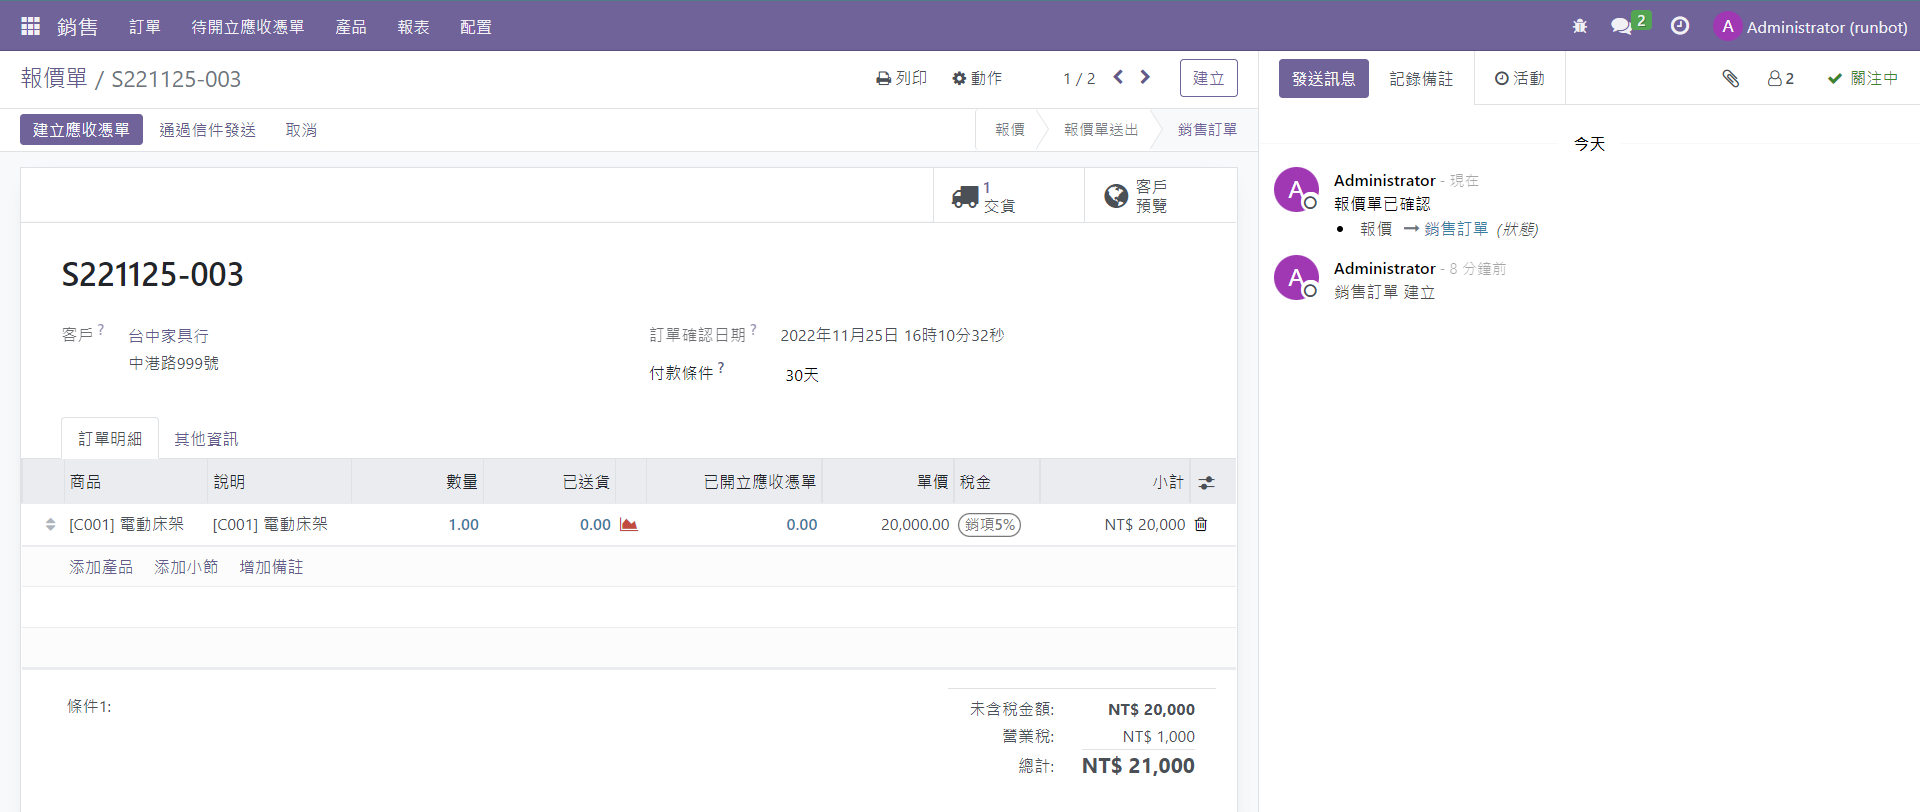 銷售 訂單 待開立應收憑單 產品 報表 配置 2 A Administrator (runbot)
報價單 / S221125-003 列印 動作 1 / 2 建立
發送訊息 記錄備註 活動 2 關注中
建立應收憑單 通過信件發送 取消 報價 報價單送出 銷售訂單
今天
1
交貨
客戶
預覽
A Administrator - 現在
報價單已確認
• 報價 → 銷售訂單 (狀態)
A Administrator - 8 分鐘前
銷售訂單 建立
S221125-003
客戶 ? 台中家具行
中港路999號
訂單確認日期 ? 2022年11月25日 16時10分32秒
付款條件 ? 30天
訂單明細 其他資訊
商品 說明 數量 已送貨 已開立應收憑單 單價 稅金 小計
[C001] 電動床架 [C001] 電動床架 1.00 0.00 0.00 20,000.00 銷項5% NT$ 20,000
添加產品 添加小節 增加備註
條件1:
未含稅金額: NT$ 20,000
營業稅: NT$ 1,000
總計: NT$ 21,000